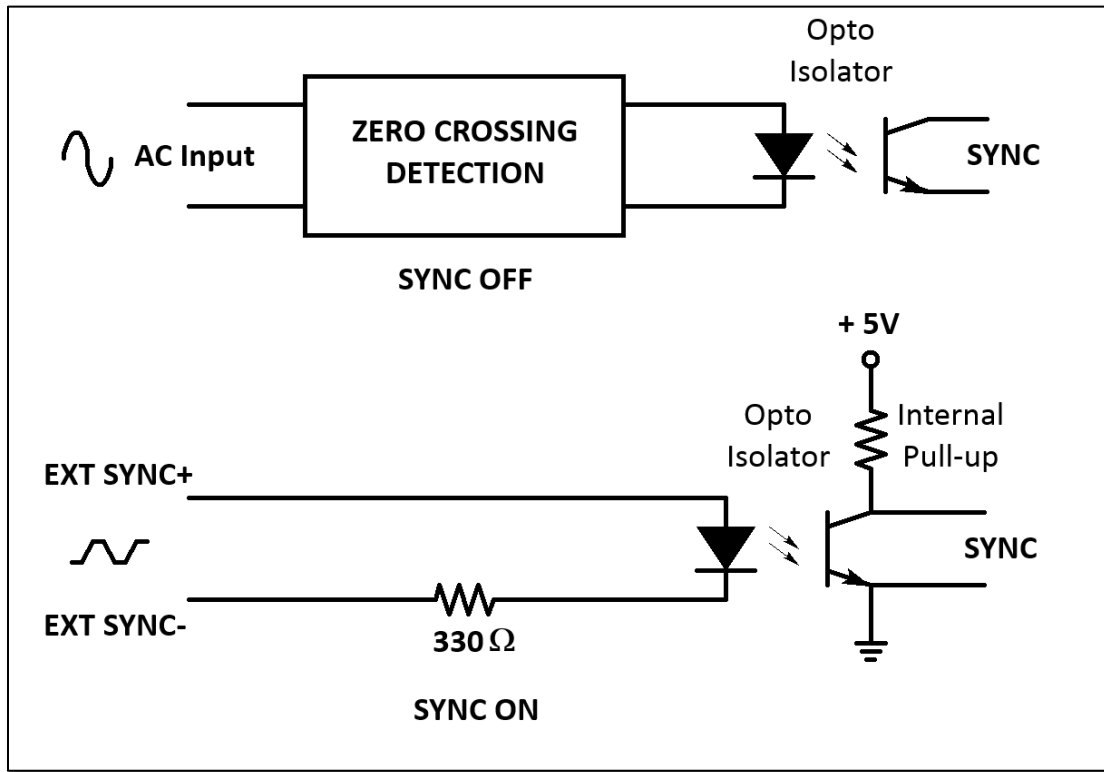 Opto
Isolator
AC Input
ZERO CROSSING
DETECTION
SYNC
SYNC OFF
+ 5V
Opto
Isolator
Internal
Pull-up
EXT SYNC+
SYNC
EXT SYNC-
330 Ω
SYNC ON